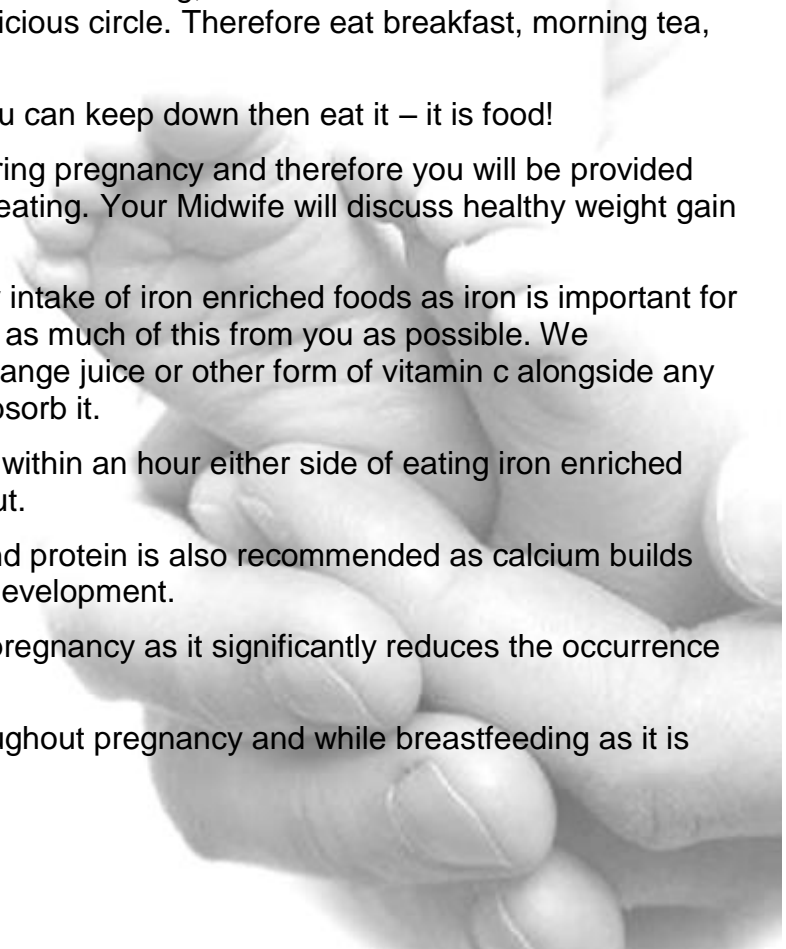 icious circle. Therefore eat breakfast, morning tea,
u can keep down then eat it – it is food!
ring pregnancy and therefore you will be provided
eating. Your Midwife will discuss healthy weight gain
intake of iron enriched foods as iron is important for
as much of this from you as possible. We
ange juice or other form of vitamin c alongside any
osorb it.
within an hour either side of eating iron enriched
ut.
nd protein is also recommended as calcium builds
evelopment.
pregnancy as it significantly reduces the occurrence
ughout pregnancy and while breastfeeding as it is